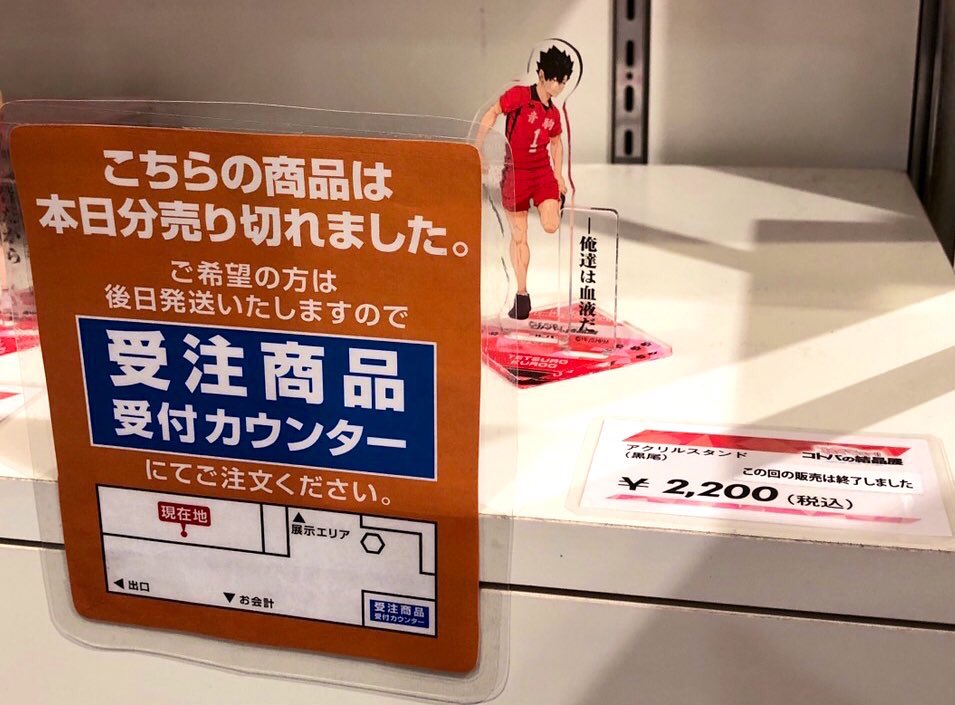 こちらの商品は
本日分売り切れました。
ご希望の方は
後日発送いたしますので
受注商品
受付カウンター
にてご注文ください。
現在地
▲
展示エリア
◀出口
▼お会計
受注商品
受付カウンター
音駒
1
―俺達は血液だ
TETSURO
KUROO
アクリルスタンド
(黒尾)
コトバの結晶展
この回の販売は終了しました
¥ 2,200 (税込)